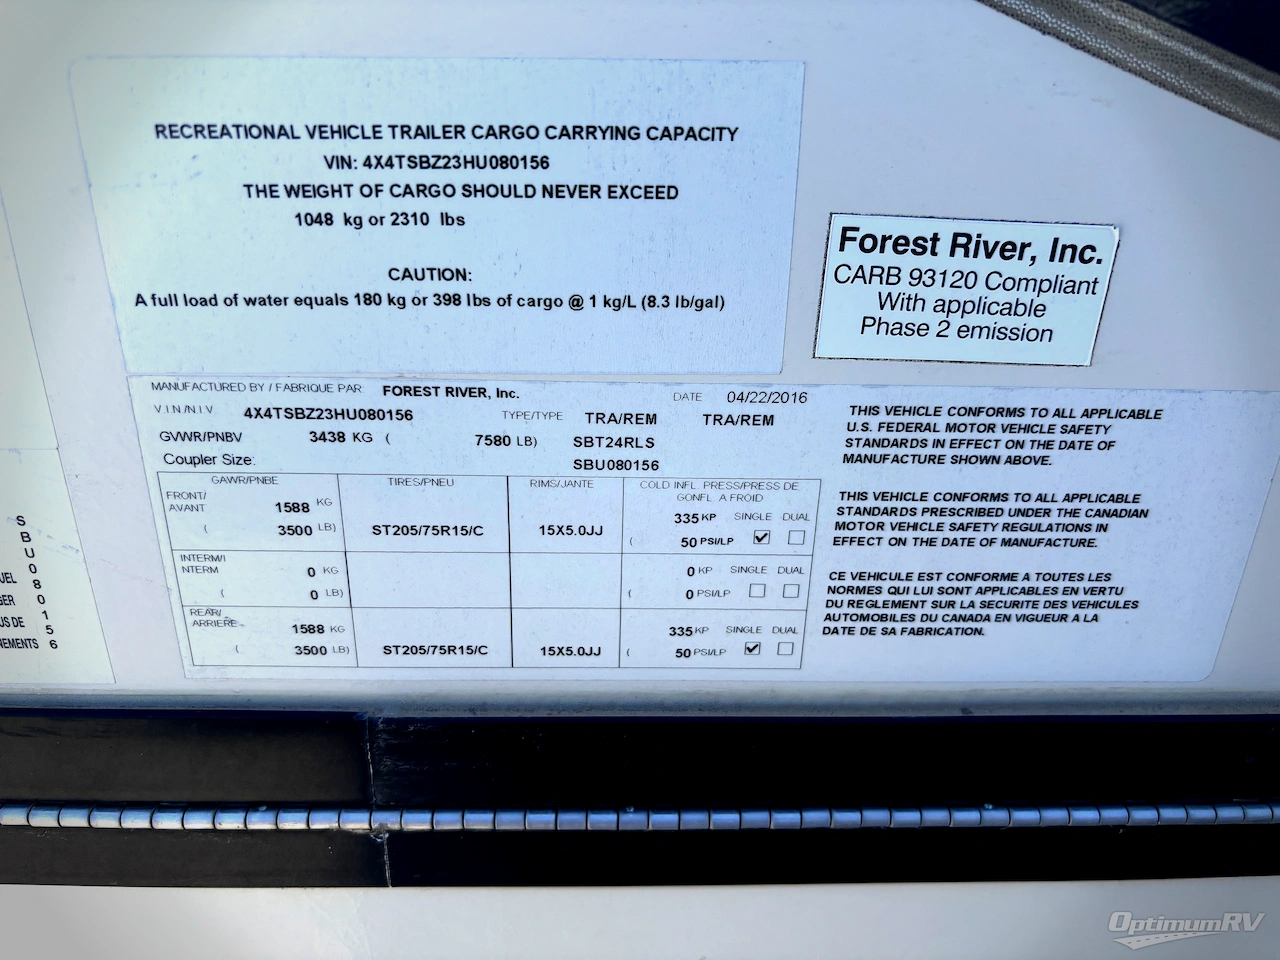 RECREATIONAL VEHICLE TRAILER CARGO CARRYING CAPACITY
VIN: 4X4TSBZ23HU080156
THE WEIGHT OF CARGO SHOULD NEVER EXCEED
1048 kg or 2310 lbs
CAUTION:
A full load of water equals 180 kg or 398 lbs of cargo @ 1 kg/L (8.3 lb/gal)
Forest River, Inc.
CARB 93120 Compliant
With applicable
Phase 2 emission
MANUFACTURED BY / FABRIQUE PAR FOREST RIVER, Inc. DATE 04/22/2016
V.I.N./N.I.V 4X4TSBZ23HU080156 TYPE/TYPE TRA/REM TRA/REM
GVWR/PNBV 3438 KG ( 7580 LB) SBT24RLS
Coupler Size: SBU080156
GAWR/PNBE TIRES/PNEU RIMS/JANTE COLD INFL. PRESS/PRESS DE
GONFL. A FROID
FRONT/
AVANT 1588 KG 335 KP SINGLE DUAL
( 3500 LB) ST205/75R15/C 15X5.0JJ ( 50 PSI/LP
INTERM/I
NTERM 0 KG 0 KP SINGLE DUAL
( 0 LB) ( 0 PSI/LP
REAR/
ARRIERE 1588 KG 335 KP SINGLE DUAL
( 3500 LB) ST205/75R15/C 15X5.0JJ ( 50 PSI/LP
THIS VEHICLE CONFORMS TO ALL APPLICABLE
U.S. FEDERAL MOTOR VEHICLE SAFETY
STANDARDS IN EFFECT ON THE DATE OF
MANUFACTURE SHOWN ABOVE.
THIS VEHICLE CONFORMS TO ALL APPLICABLE
STANDARDS PRESCRIBED UNDER THE CANADIAN
MOTOR VEHICLE SAFETY REGULATIONS IN
EFFECT ON THE DATE OF MANUFACTURE.
CE VEHICULE EST CONFORME A TOUTES LES
NORMES QUI LUI SONT APPLICABLES EN VERTU
DU REGLEMENT SUR LA SECURITE DES VEHICULES
AUTOMOBILES DU CANADA EN VIGUEUR A LA
DATE DE SA FABRICATION.
SBU080156
UEL
GER
US DE
NEMENTS
OptimumRV